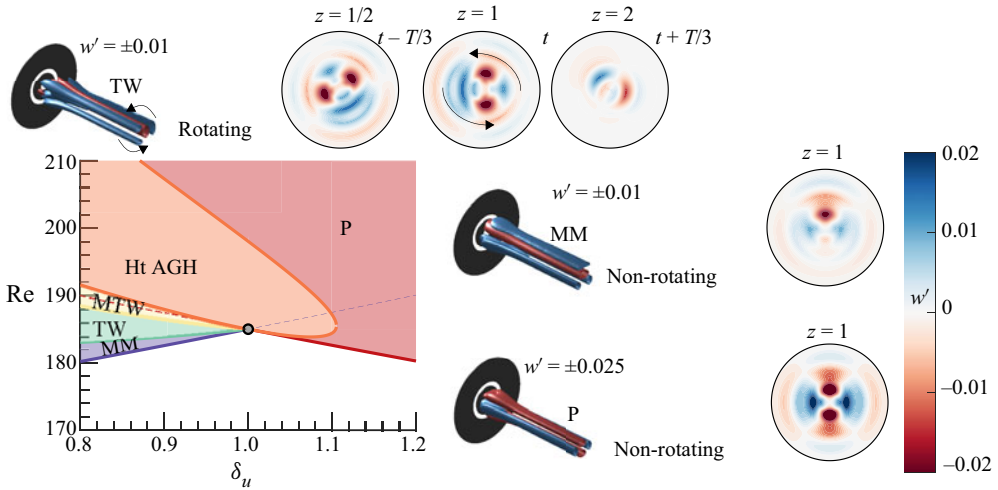 z = 1/2
z = 1
z = 2
w′ = ±0.01
t – T/3
t
t + T/3
TW
Rotating
210
200
190
180
170
Re
Ht AGH
P
MTW
TW
MM
0.8
0.9
1.0
1.1
1.2
δu
w′ = ±0.01
MM
Non-rotating
w′ = ±0.025
P
Non-rotating
z = 1
z = 1
0.02
0.01
w′
0
–0.01
–0.02